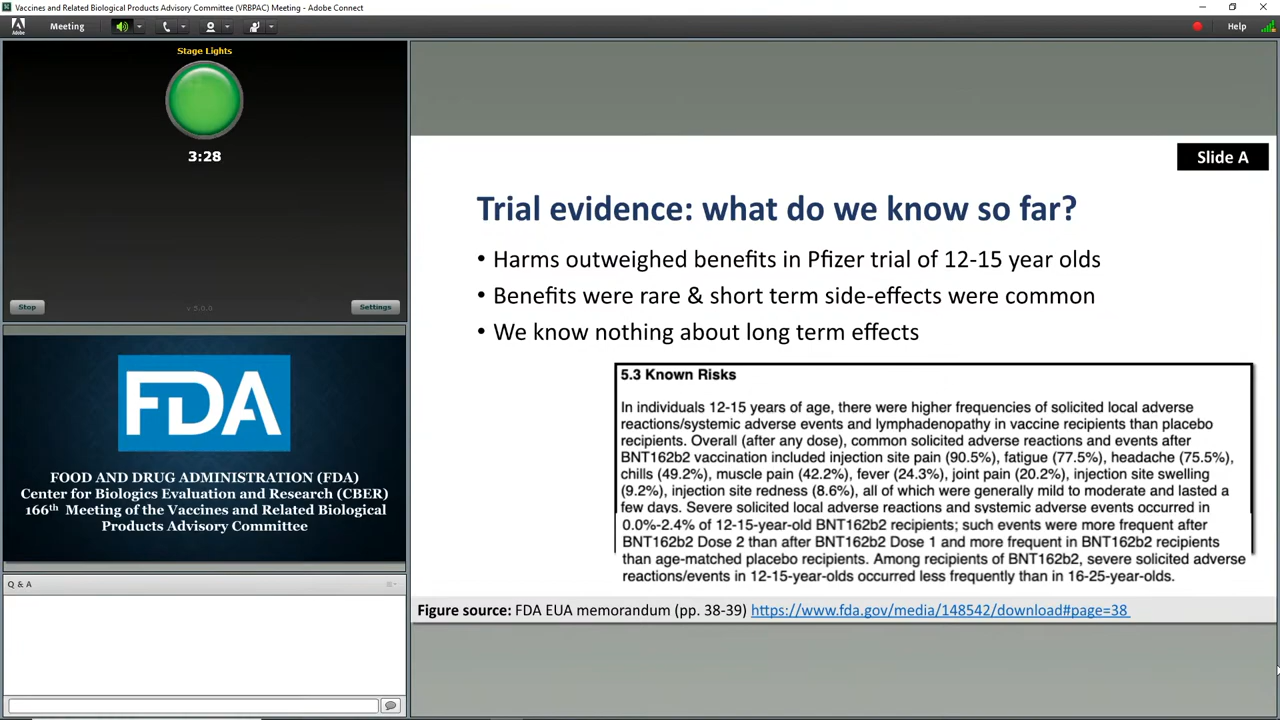 Vaccines and Related Biological Products Advisory Committee (VRBPAC) Meeting - Adobe Connect
Adobe
Meeting
Help
Stage Lights
3:28
Stop
v 5.0.0
Settings
FDA
FOOD AND DRUG ADMINISTRATION (FDA)
Center for Biologics Evaluation and Research (CBER)
166th Meeting of the Vaccines and Related Biological
Products Advisory Committee
Q & A
Slide A
Trial evidence: what do we know so far?
• Harms outweighed benefits in Pfizer trial of 12-15 year olds
• Benefits were rare & short term side-effects were common
• We know nothing about long term effects
5.3 Known Risks
In individuals 12-15 years of age, there were higher frequencies of solicited local adverse
reactions/systemic adverse events and lymphadenopathy in vaccine recipients than placebo
recipients. Overall (after any dose), common solicited adverse reactions and events after
BNT162b2 vaccination included injection site pain (90.5%), fatigue (77.5%), headache (75.5%),
chills (49.2%), muscle pain (42.2%), fever (24.3%), joint pain (20.2%), injection site swelling
(9.2%), injection site redness (8.6%), all of which were generally mild to moderate and lasted a
few days. Severe solicited local adverse reactions and systemic adverse events occurred in
0.0%-2.4% of 12-15-year-old BNT162b2 recipients; such events were more frequent after
BNT162b2 Dose 2 than after BNT162b2 Dose 1 and more frequent in BNT162b2 recipients
than age-matched placebo recipients. Among recipients of BNT162b2, severe solicited adverse
reactions/events in 12-15-year-olds occurred less frequently than in 16-25-year-olds.
Figure source: FDA EUA memorandum (pp. 38-39) https://www.fda.gov/media/148542/download#page=38